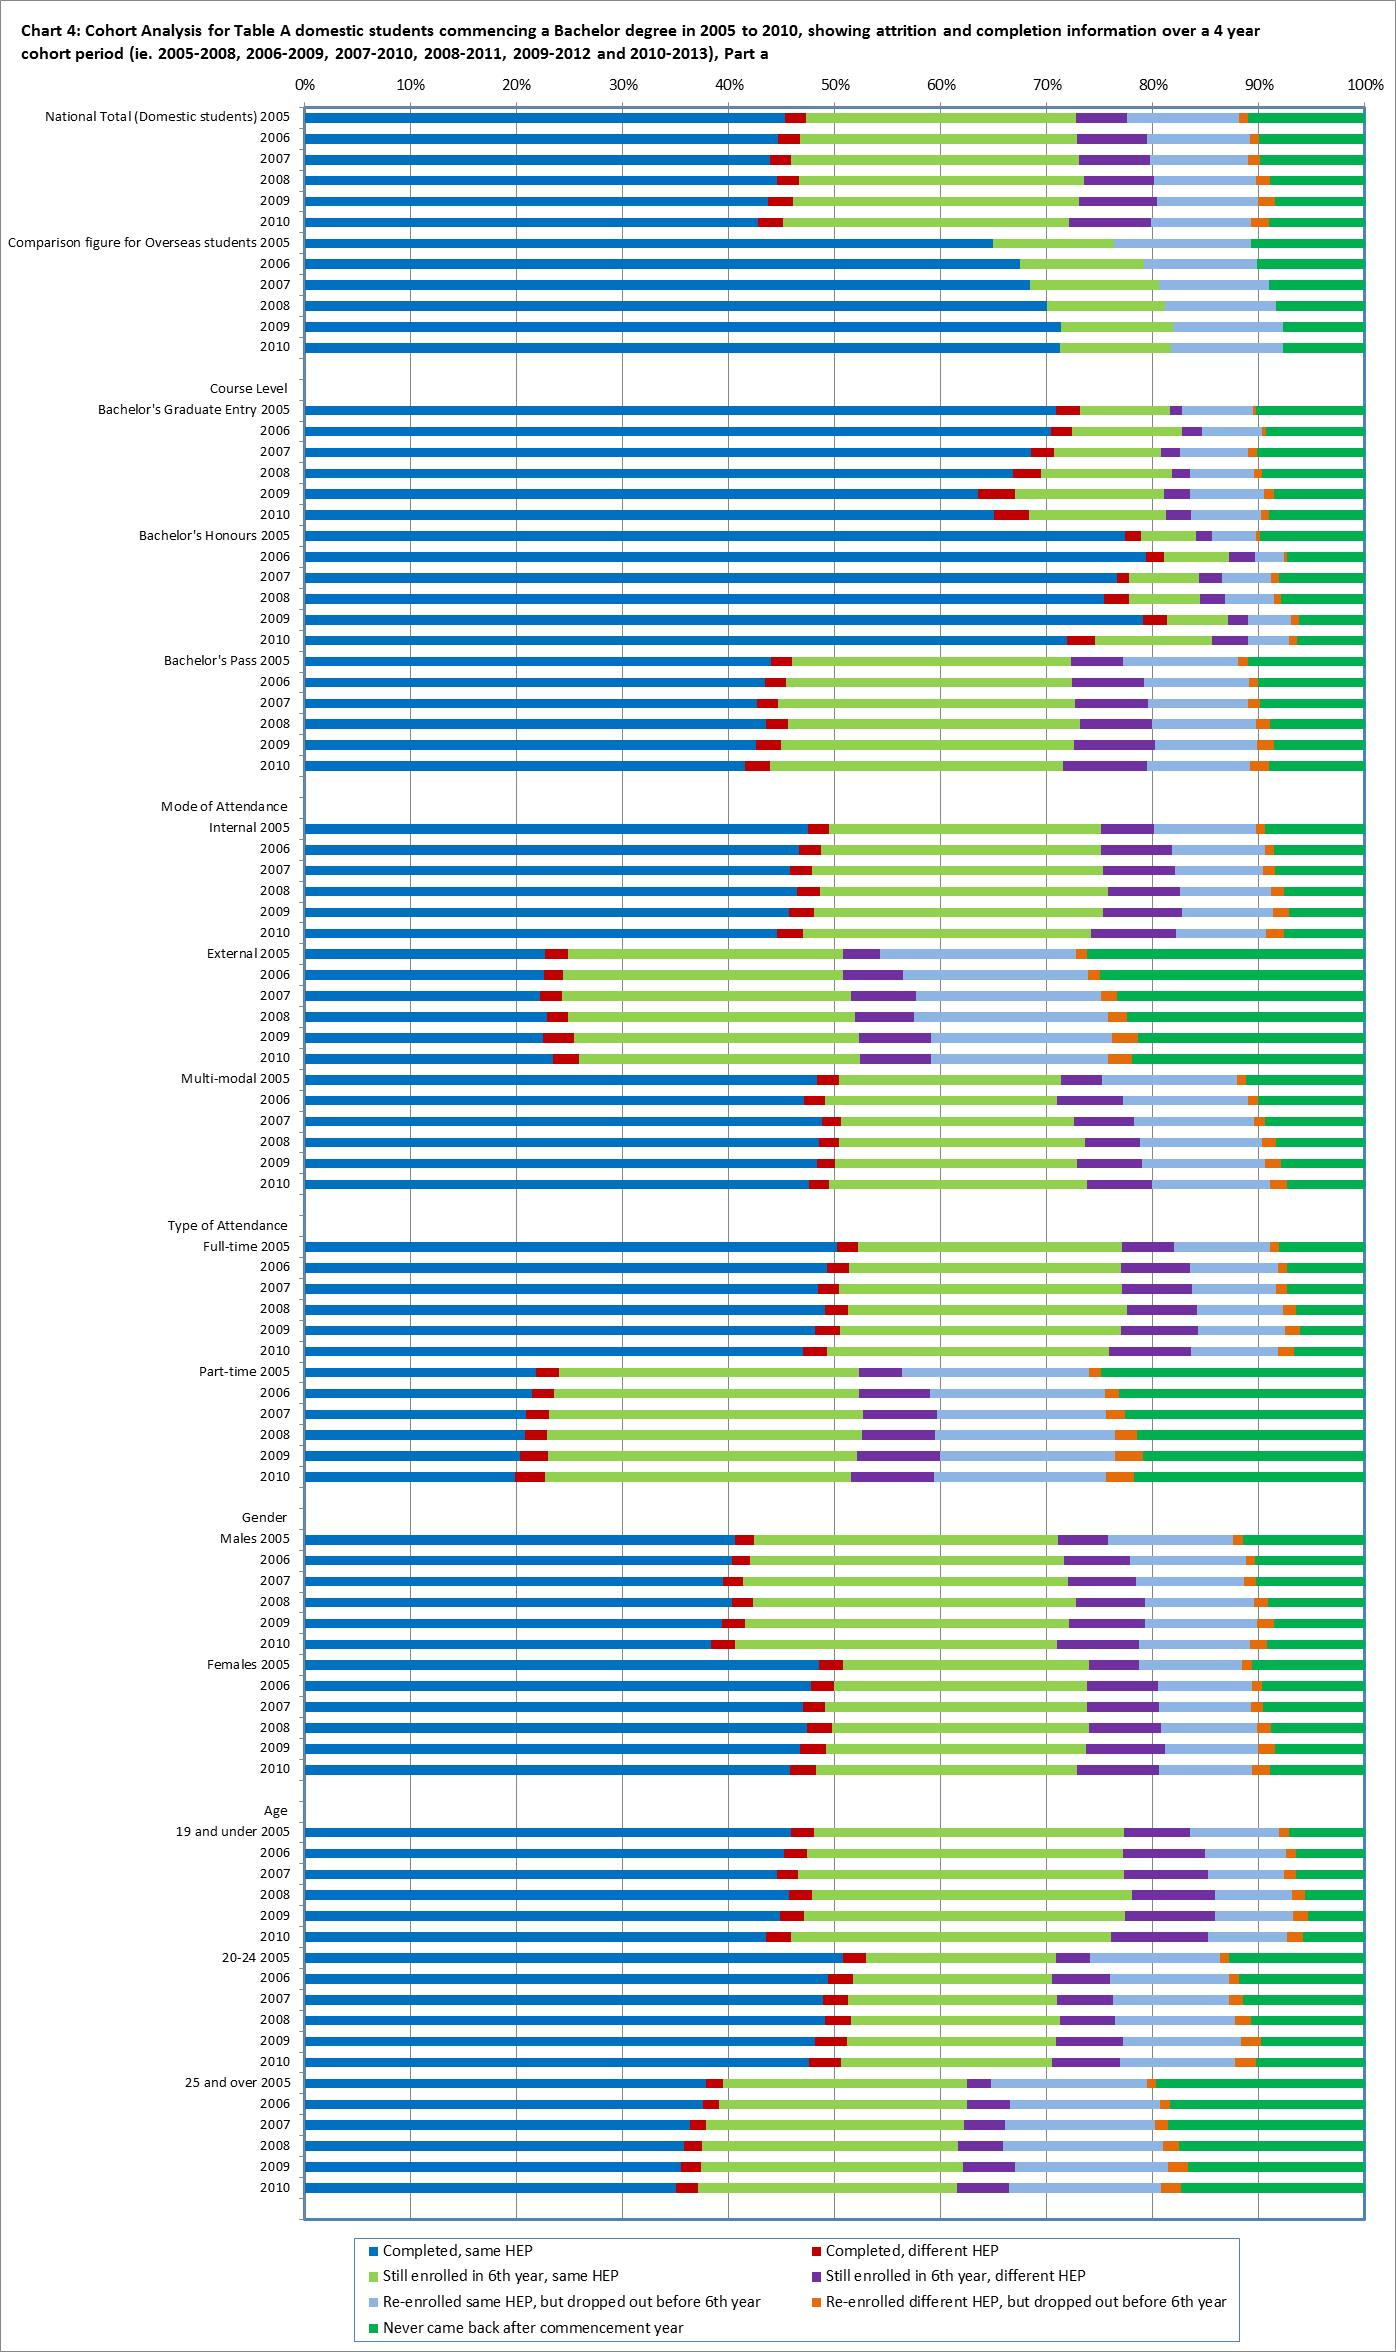 Chart 4: Cohort Analysis for Table A domestic students commencing a Bachelor degree in 2005 to 2010, showing attrition and completion information over a 4 year
cohort period (ie. 2005-2008, 2006-2009, 2007-2010, 2008-2011, 2009-2012 and 2010-2013), Part a
0% 10% 20% 30% 40% 50% 60% 70% 80% 90% 100%
National Total (Domestic students) 2005
2006
2007
2008
2009
2010
Comparison figure for Overseas students 2005
2006
2007
2008
2009
2010
Course Level
Bachelor's Graduate Entry 2005
2006
2007
2008
2009
2010
Bachelor's Honours 2005
2006
2007
2008
2009
2010
Bachelor's Pass 2005
2006
2007
2008
2009
2010
Mode of Attendance
Internal 2005
2006
2007
2008
2009
2010
External 2005
2006
2007
2008
2009
2010
Multi-modal 2005
2006
2007
2008
2009
2010
Type of Attendance
Full-time 2005
2006
2007
2008
2009
2010
Part-time 2005
2006
2007
2008
2009
2010
Gender
Males 2005
2006
2007
2008
2009
2010
Females 2005
2006
2007
2008
2009
2010
Age
19 and under 2005
2006
2007
2008
2009
2010
20-24 2005
2006
2007
2008
2009
2010
25 and over 2005
2006
2007
2008
2009
2010
Completed, same HEP Completed, different HEP
Still enrolled in 6th year, same HEP Still enrolled in 6th year, different HEP
Re-enrolled same HEP, but dropped out before 6th year Re-enrolled different HEP, but dropped out before 6th year
Never came back after commencement year